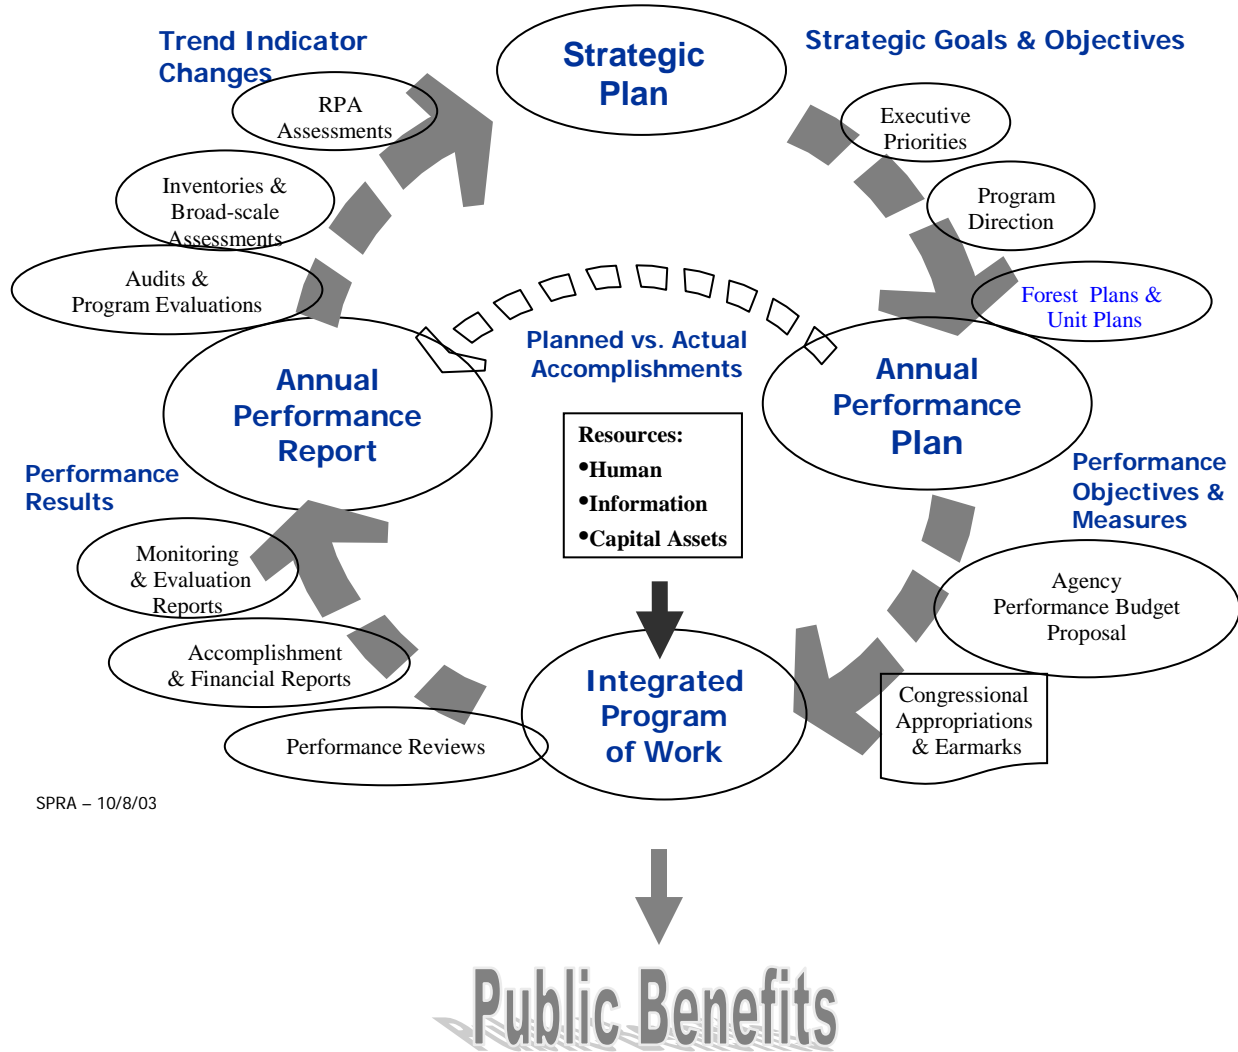 Trend Indicator
Changes
Strategic
Plan
Strategic Goals & Objectives
RPA
Assessments
Executive
Priorities
Inventories &
Broad-scale
Assessments
Program
Direction
Audits &
Program Evaluations
Forest Plans &
Unit Plans
Planned vs. Actual
Accomplishments
Annual
Performance
Report
Annual
Performance
Plan
Resources:
•Human
•Information
•Capital Assets
Performance
Results
Performance
Objectives &
Measures
Monitoring
& Evaluation
Reports
Agency
Performance Budget
Proposal
Accomplishment
& Financial Reports
Integrated
Program
of Work
Congressional
Appropriations
& Earmarks
Performance Reviews
SPRA – 10/8/03
Public Benefits